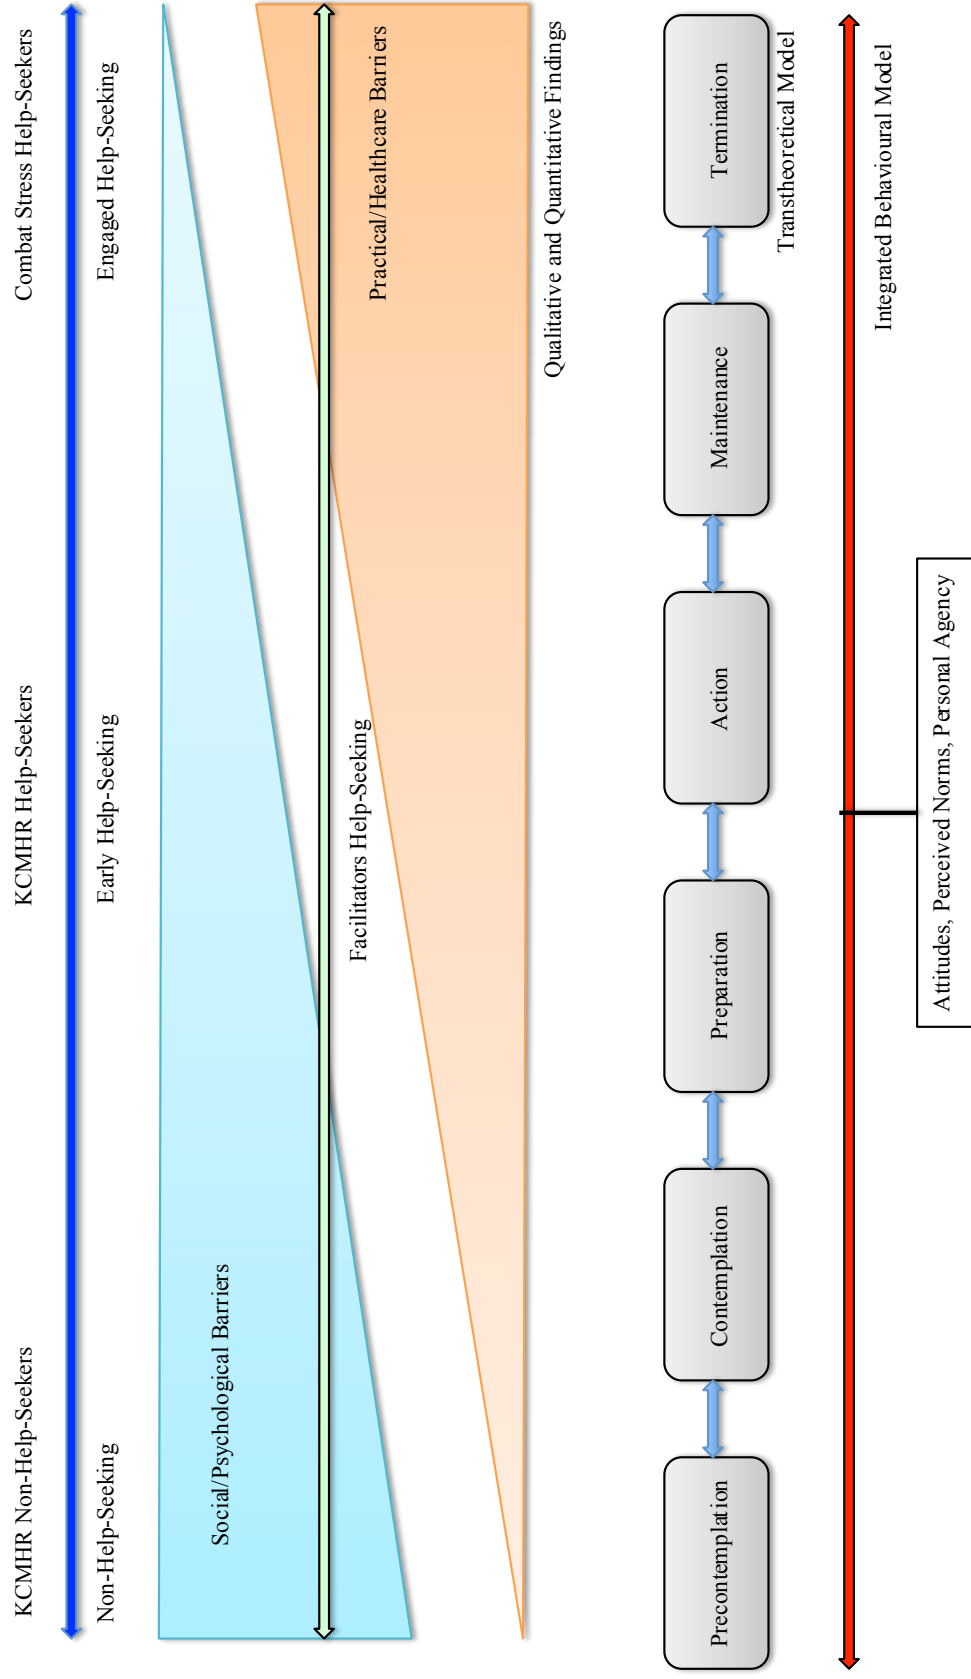 KCMHR Non-Help-Seekers
KCMHR Help-Seekers
Combat Stress Help-Seekers
Non-Help-Seeking
Early Help-Seeking
Engaged Help-Seeking
Social/Psychological Barriers
Facilitators Help-Seeking
Practical/Healthcare Barriers
Qualitative and Quantitative Findings
Precontemplation
Contemplation
Preparation
Action
Maintenance
Termination
Transtheoretical Model
Integrated Behavioural Model
Attitudes, Perceived Norms, Personal Agency